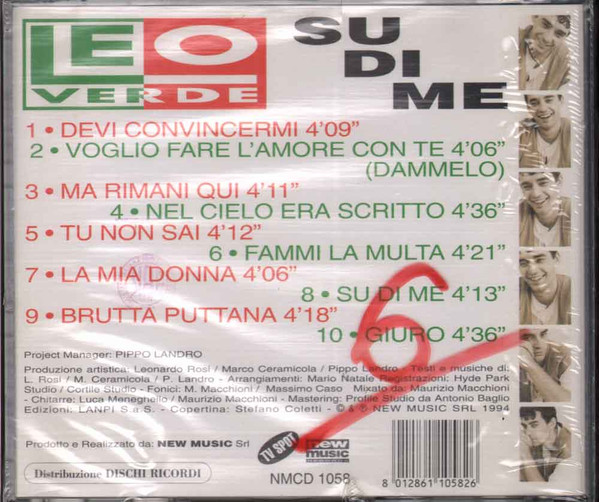 LEO
VERDE
SU
DI
ME
1 • DEVI CONVINCERMI 4'09"
2 • VOGLIO FARE L'AMORE CON TE 4'06"
(DAMMELO)
3 • MA RIMANI QUI 4'11"
4 • NEL CIELO ERA SCRITTO 4'36"
5 • TU NON SAI 4'12"
6 • FAMMI LA MULTA 4'21"
7 • LA MIA DONNA 4'06"
8 • SU DI ME 4'13"
9 • BRUTTA PUTTANA 4'18"
10 • GIURO 4'36"
6
Project Manager: PIPPO LANDRO
Produzione artistica: Leonardo Rosi / Marco Ceramicola / Pippo Landro - Testi e musiche di:
L. Rosi / M. Ceramicola / P. Landro - Arrangiamenti: Mario Natale Registrazioni: Hyde Park
Studio / Cortile Studio - Fonici: M. Macchioni / Massimo Caso Mixato da: Maurizio Macchioni
- Chitarre: Luca Meneghello / Maurizio Macchioni - Mastering: Profile Studio da Antonio Baglio
Edizioni: LANPI S.a.S. - Copertina: Stefano Coletti - © & ℗ NEW MUSIC SRL 1994
Prodotto e Realizzato da: NEW MUSIC Srl
TV SPOT
new
music
Distribuzione DISCHI RICORDI
NMCD 1058
8 012861 105826